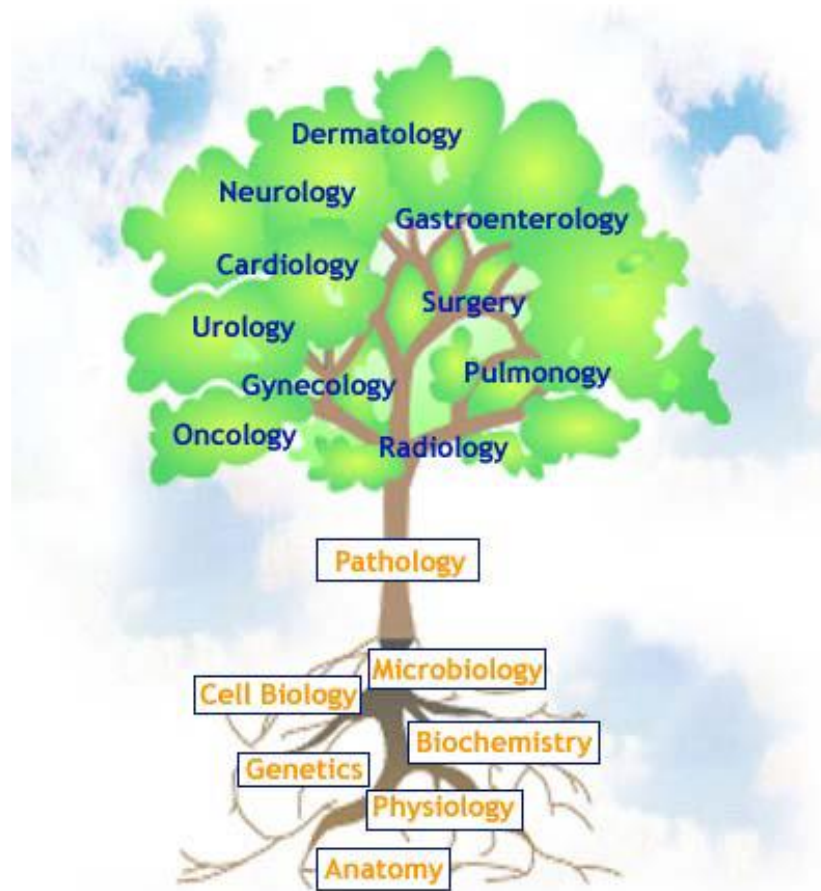 Dermatology
Neurology
Gastroenterology
Cardiology
Surgery
Urology
Gynecology
Pulmonogy
Oncology
Radiology
Pathology
Microbiology
Cell Biology
Biochemistry
Genetics
Physiology
Anatomy